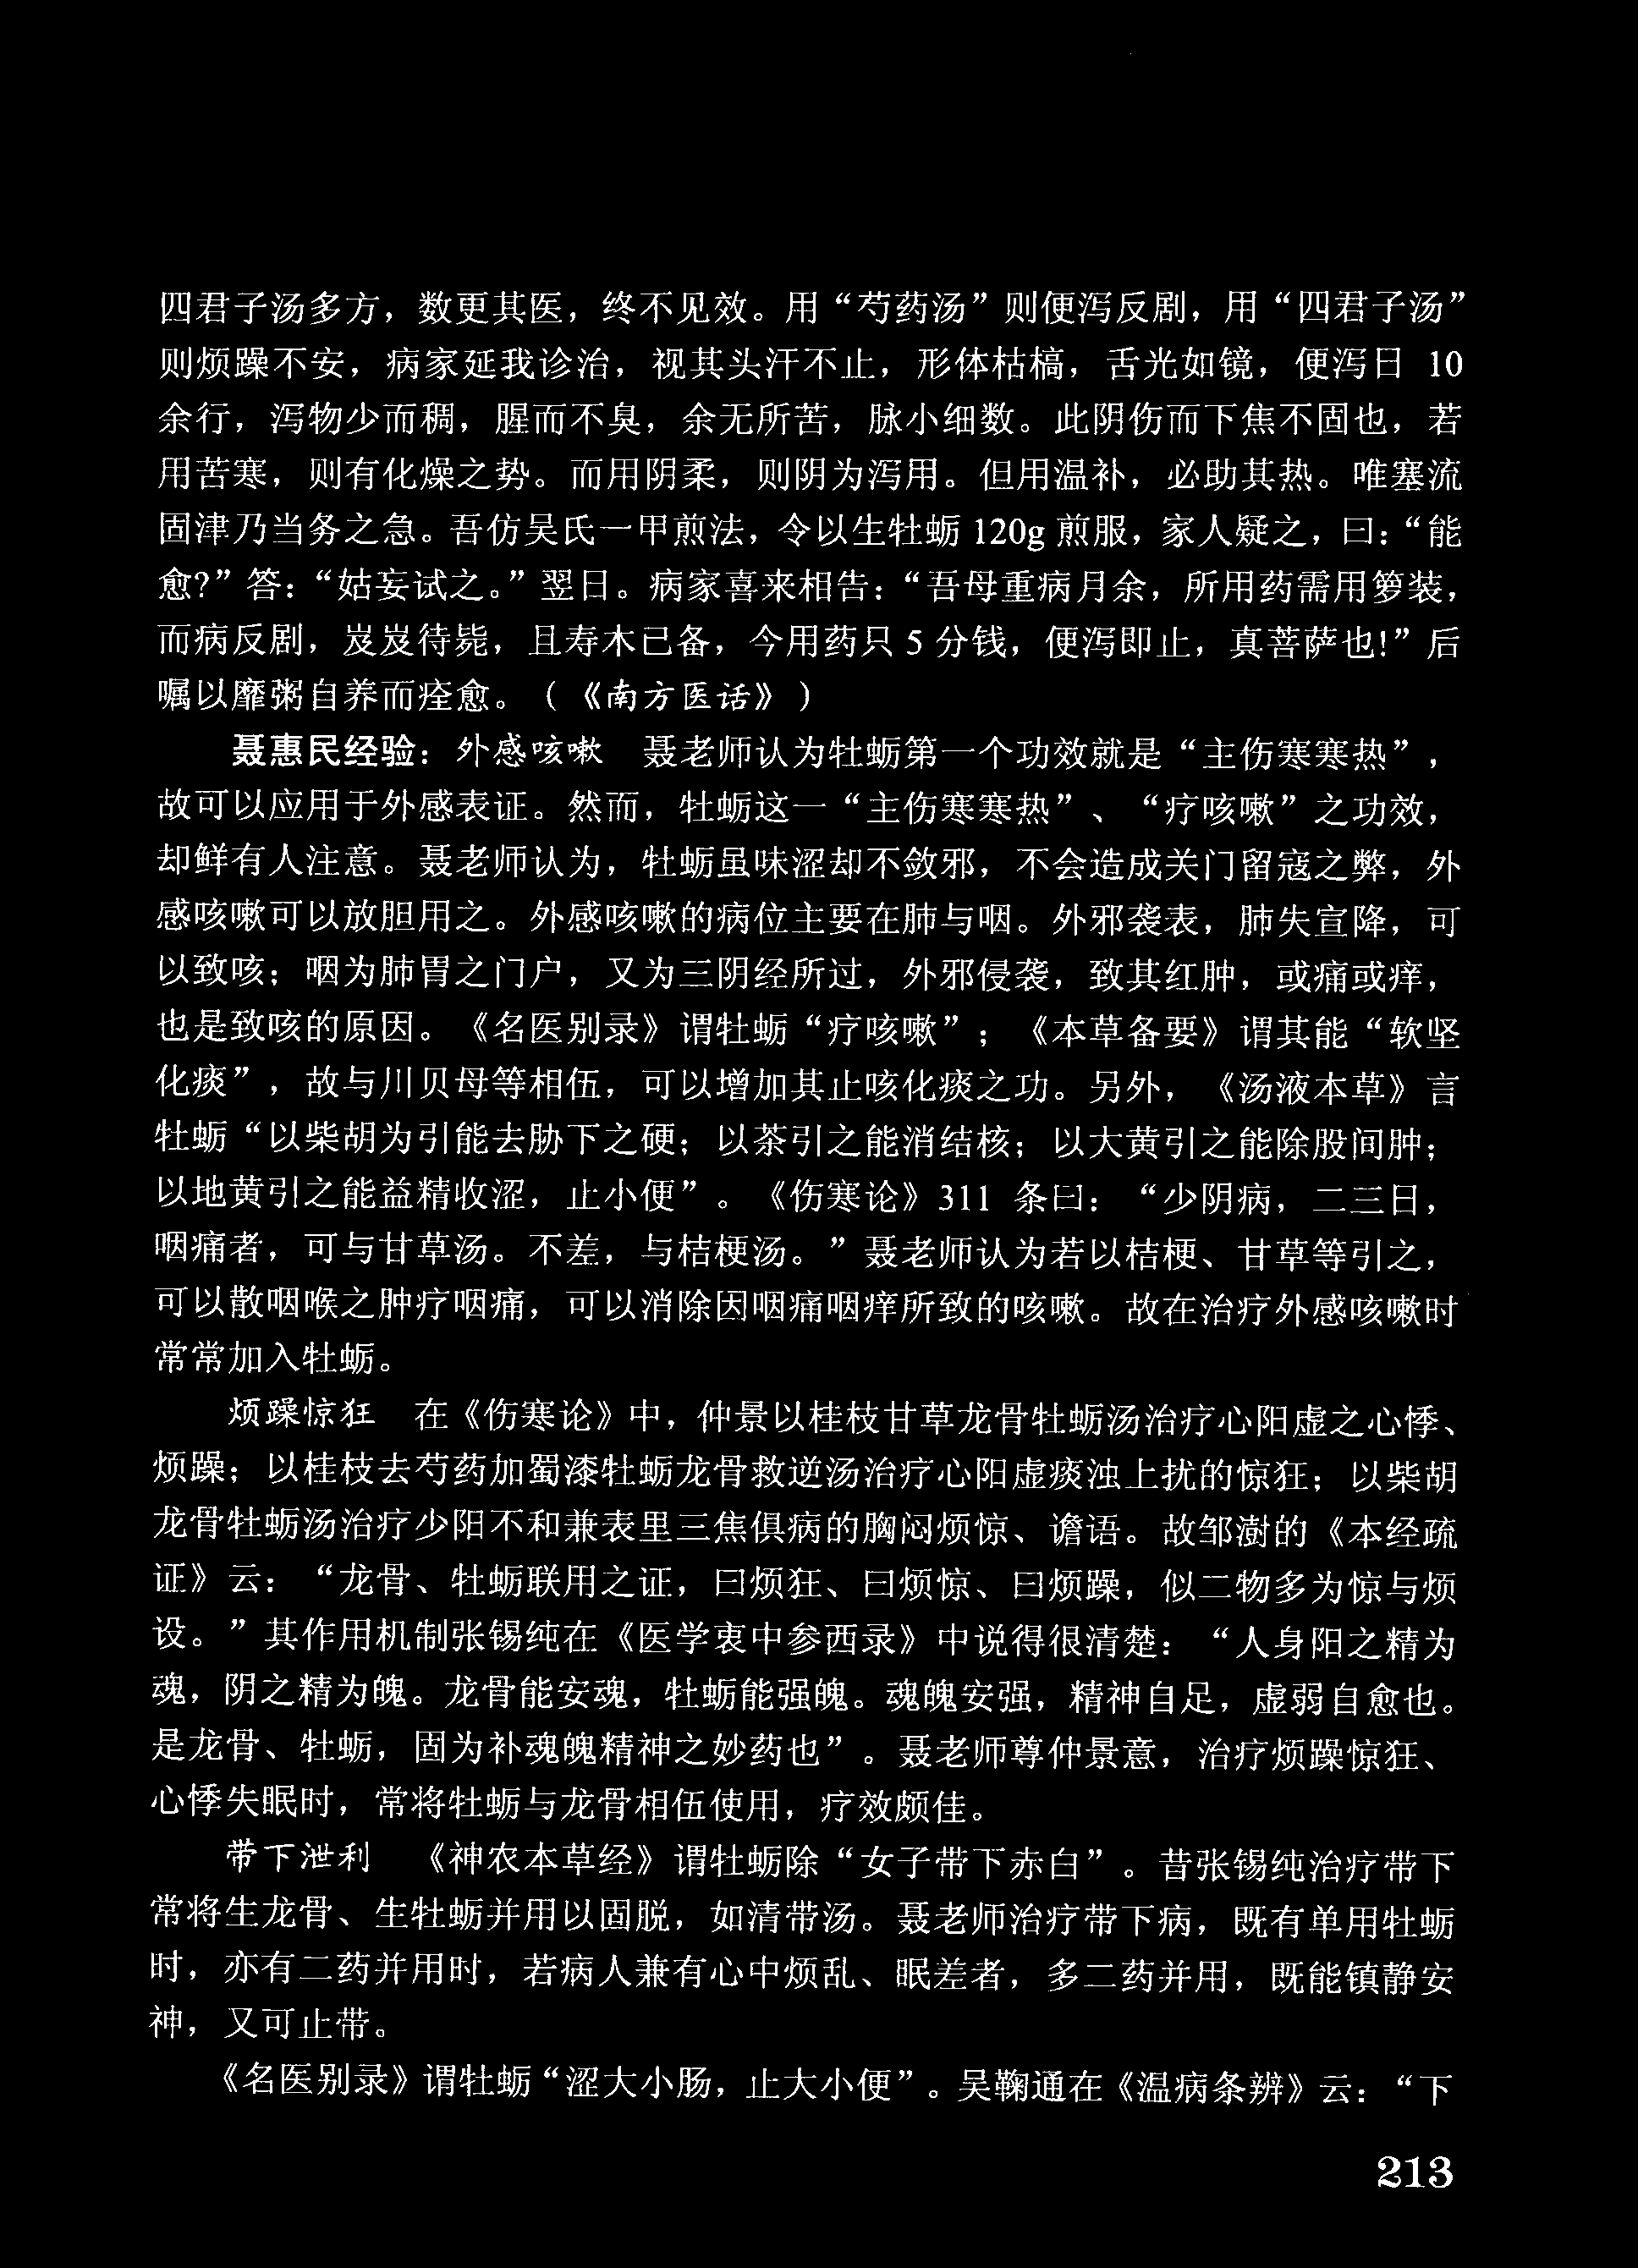 四君子汤多方，数更其医，终不见效。用“芍药汤”则便泻反剧，用“四君子汤”
则烦躁不安，病家延我诊治，视其头汗不止，形体枯槁，舌光如镜，便泻日 10
余行，泻物少而稠，腥而不臭，余无所苦，脉小细数。此阴伤而下焦不固也，若
用苦寒，则有化燥之势。而用阴柔，则阴为泻用。但用温补，必助其热。唯塞流
固津乃当务之急。吾仿吴氏一甲煎法，令以生牡蛎 120g 煎服，家人疑之，曰：“能
愈?”答：“姑妄试之。”翌日。病家喜来相告：“吾母重病月余，所用药需用箩装，
而病反剧，岌岌待毙，且寿木已备，今用药只 5 分钱，便泻即止，真菩萨也!”后
嘱以靡粥自养而痊愈。（《南方医话》）
聂惠民经验：外感咳嗽　聂老师认为牡蛎第一个功效就是“主伤寒寒热”，
故可以应用于外感表证。然而，牡蛎这一“主伤寒寒热”、“疗咳嗽”之功效，
却鲜有人注意。聂老师认为，牡蛎虽味涩却不敛邪，不会造成关门留寇之弊，外
感咳嗽可以放胆用之。外感咳嗽的病位主要在肺与咽。外邪袭表，肺失宣降，可
以致咳；咽为肺胃之门户，又为三阴经所过，外邪侵袭，致其红肿，或痛或痒，
也是致咳的原因。《名医别录》谓牡蛎“疗咳嗽”；《本草备要》谓其能“软坚
化痰”，故与川贝母等相伍，可以增加其止咳化痰之功。另外，《汤液本草》言
牡蛎“以柴胡为引能去胁下之硬；以茶引之能消结核；以大黄引之能除股间肿；
以地黄引之能益精收涩，止小便”。《伤寒论》311 条曰：“少阴病，二三日，
咽痛者，可与甘草汤。不差，与桔梗汤。”聂老师认为若以桔梗、甘草等引之，
可以散咽喉之肿疗咽痛，可以消除因咽痛咽痒所致的咳嗽。故在治疗外感咳嗽时
常常加入牡蛎。
烦躁惊狂　在《伤寒论》中，仲景以桂枝甘草龙骨牡蛎汤治疗心阳虚之心悸、
烦躁；以桂枝去芍药加蜀漆牡蛎龙骨救逆汤治疗心阳虚痰浊上扰的惊狂；以柴胡
龙骨牡蛎汤治疗少阳不和兼表里三焦俱病的胸闷烦惊、谵语。故邹澍的《本经疏
证》云：“龙骨、牡蛎联用之证，曰烦狂、曰烦惊、曰烦躁，似二物多为惊与烦
设。”其作用机制张锡纯在《医学衷中参西录》中说得很清楚：“人身阳之精为
魂，阴之精为魄。龙骨能安魂，牡蛎能强魄。魂魄安强，精神自足，虚弱自愈也。
是龙骨、牡蛎，固为补魂魄精神之妙药也”。聂老师尊仲景意，治疗烦躁惊狂、
心悸失眠时，常将牡蛎与龙骨相伍使用，疗效颇佳。
带下泄利　《神农本草经》谓牡蛎除“女子带下赤白”。昔张锡纯治疗带下
常将生龙骨、生牡蛎并用以固脱，如清带汤。聂老师治疗带下病，既有单用牡蛎
时，亦有二药并用时，若病人兼有心中烦乱、眠差者，多二药并用，既能镇静安
神，又可止带。
《名医别录》谓牡蛎“涩大小肠，止大小便”。吴鞠通在《温病条辨》云：“下
213